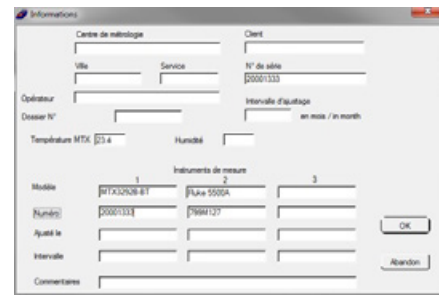 Informations
Centre de métrologie Client
Ville Service N° de série
20001333
Opérateur Intervalle d'ajustage
Dossier N° en mois / in month
Température MTX 23.4 Humidité
Instruments de mesure
1 2 3
Modèle MTX3292B-BT Fluke 5500A
Numéro 20001333 799M127
OK
Ajusté le
Intervalle
Abandon
Commentaires